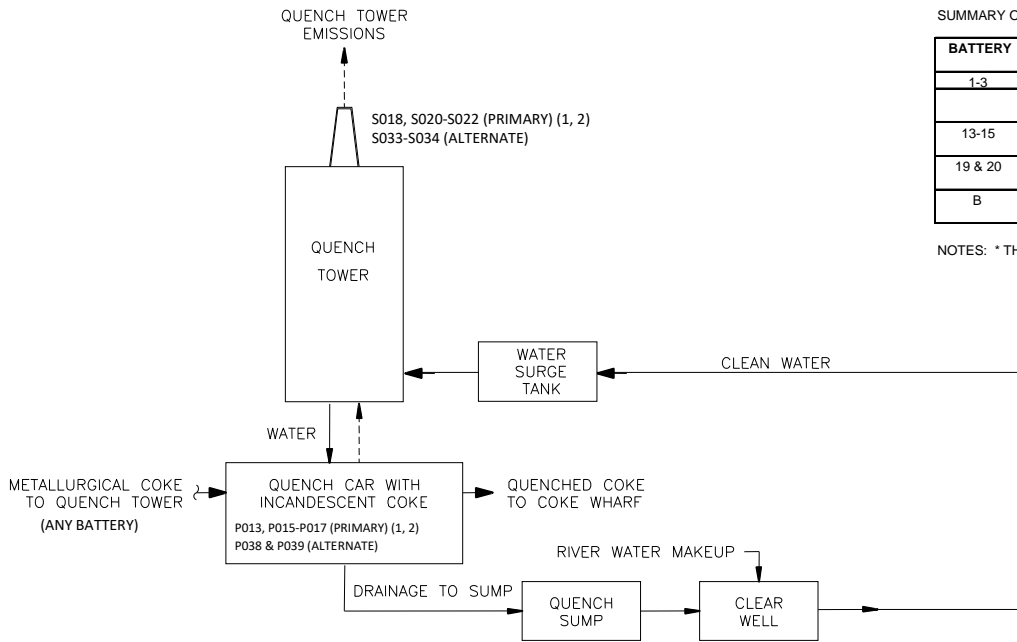 QUENCH TOWER
EMISSIONS
S018, S020-S022 (PRIMARY) (1, 2)
S033-S034 (ALTERNATE)
QUENCH
TOWER
WATER
SURGE
TANK
CLEAN WATER
WATER
METALLURGICAL COKE
TO QUENCH TOWER
(ANY BATTERY)
QUENCH CAR WITH
INCANDESCENT COKE
P013, P015-P017 (PRIMARY) (1, 2)
P038 & P039 (ALTERNATE)
QUENCHED COKE
TO COKE WHARF
RIVER WATER MAKEUP
DRAINAGE TO SUMP
QUENCH
SUMP
CLEAR
WELL
SUMMARY O
BATTERY
1-3
13-15
19 & 20
B
NOTES: * TH